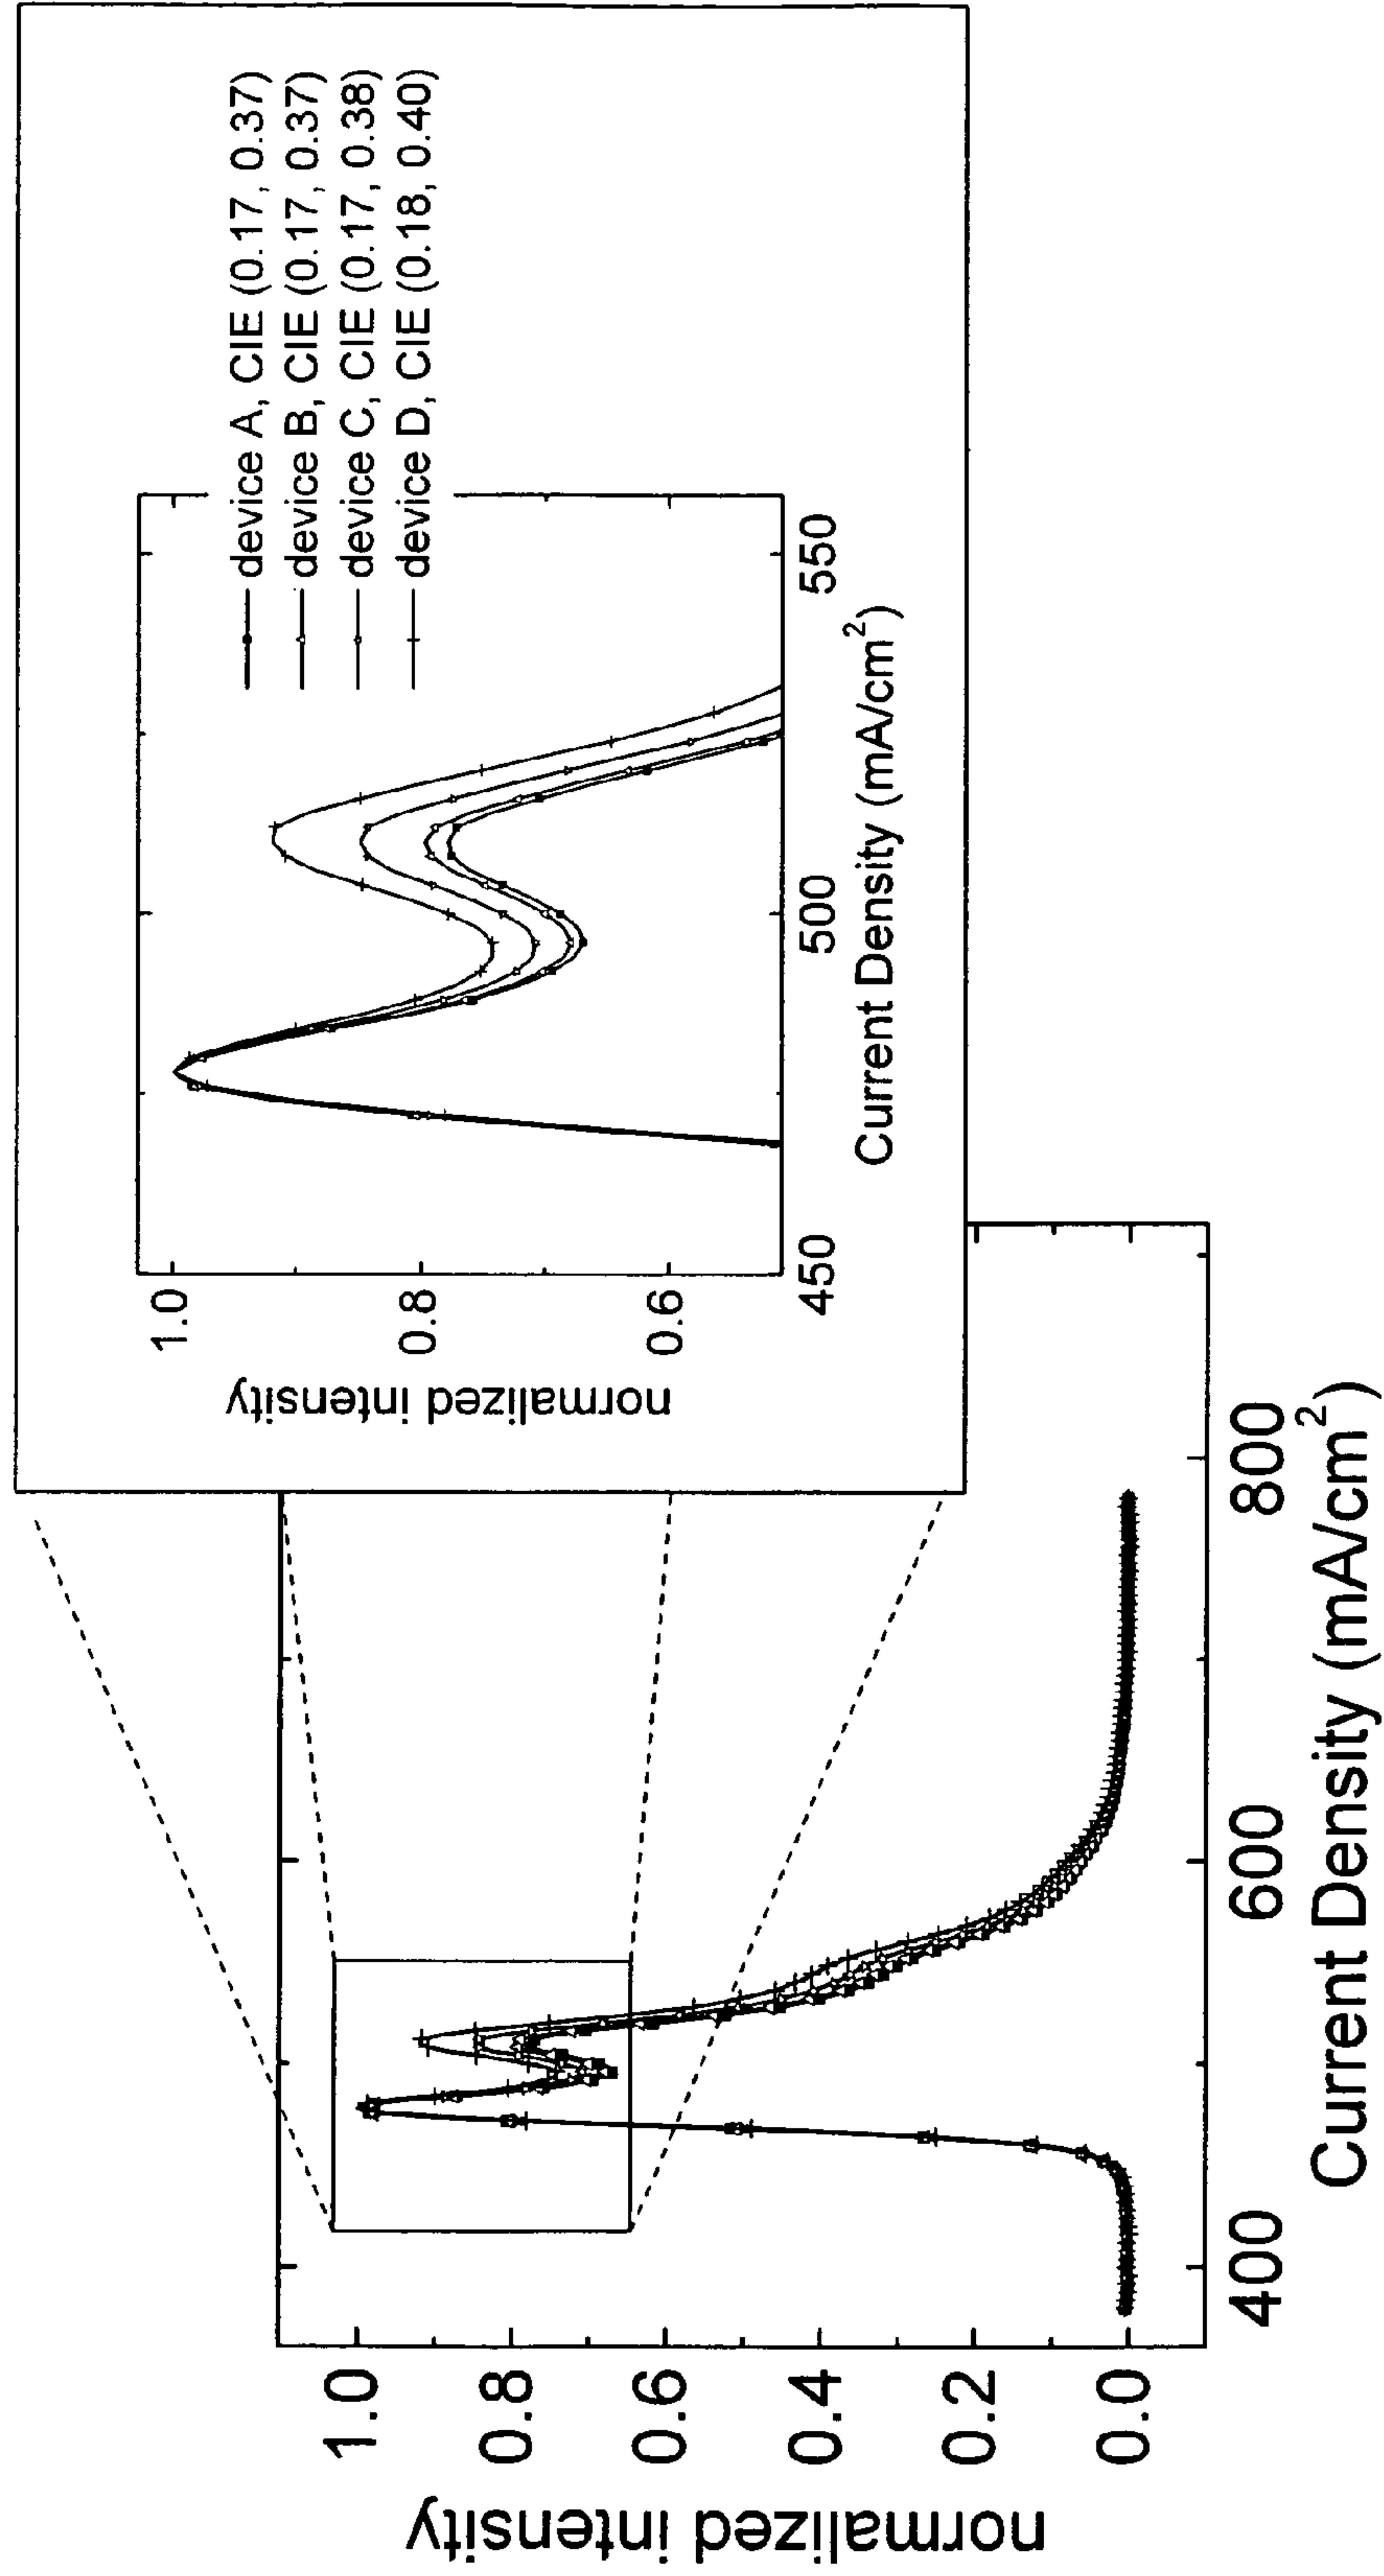 device A, CIE (0.17, 0.37)
device B, CIE (0.17, 0.37)
device C, CIE (0.17, 0.38)
device D, CIE (0.18, 0.40)
1.0
0.8
0.6
normalized intensity
450
500
550
Current Density (mA/cm²)
1.0
0.8
0.6
0.4
0.2
0.0
normalized intensity
400
600
800
Current Density (mA/cm²)